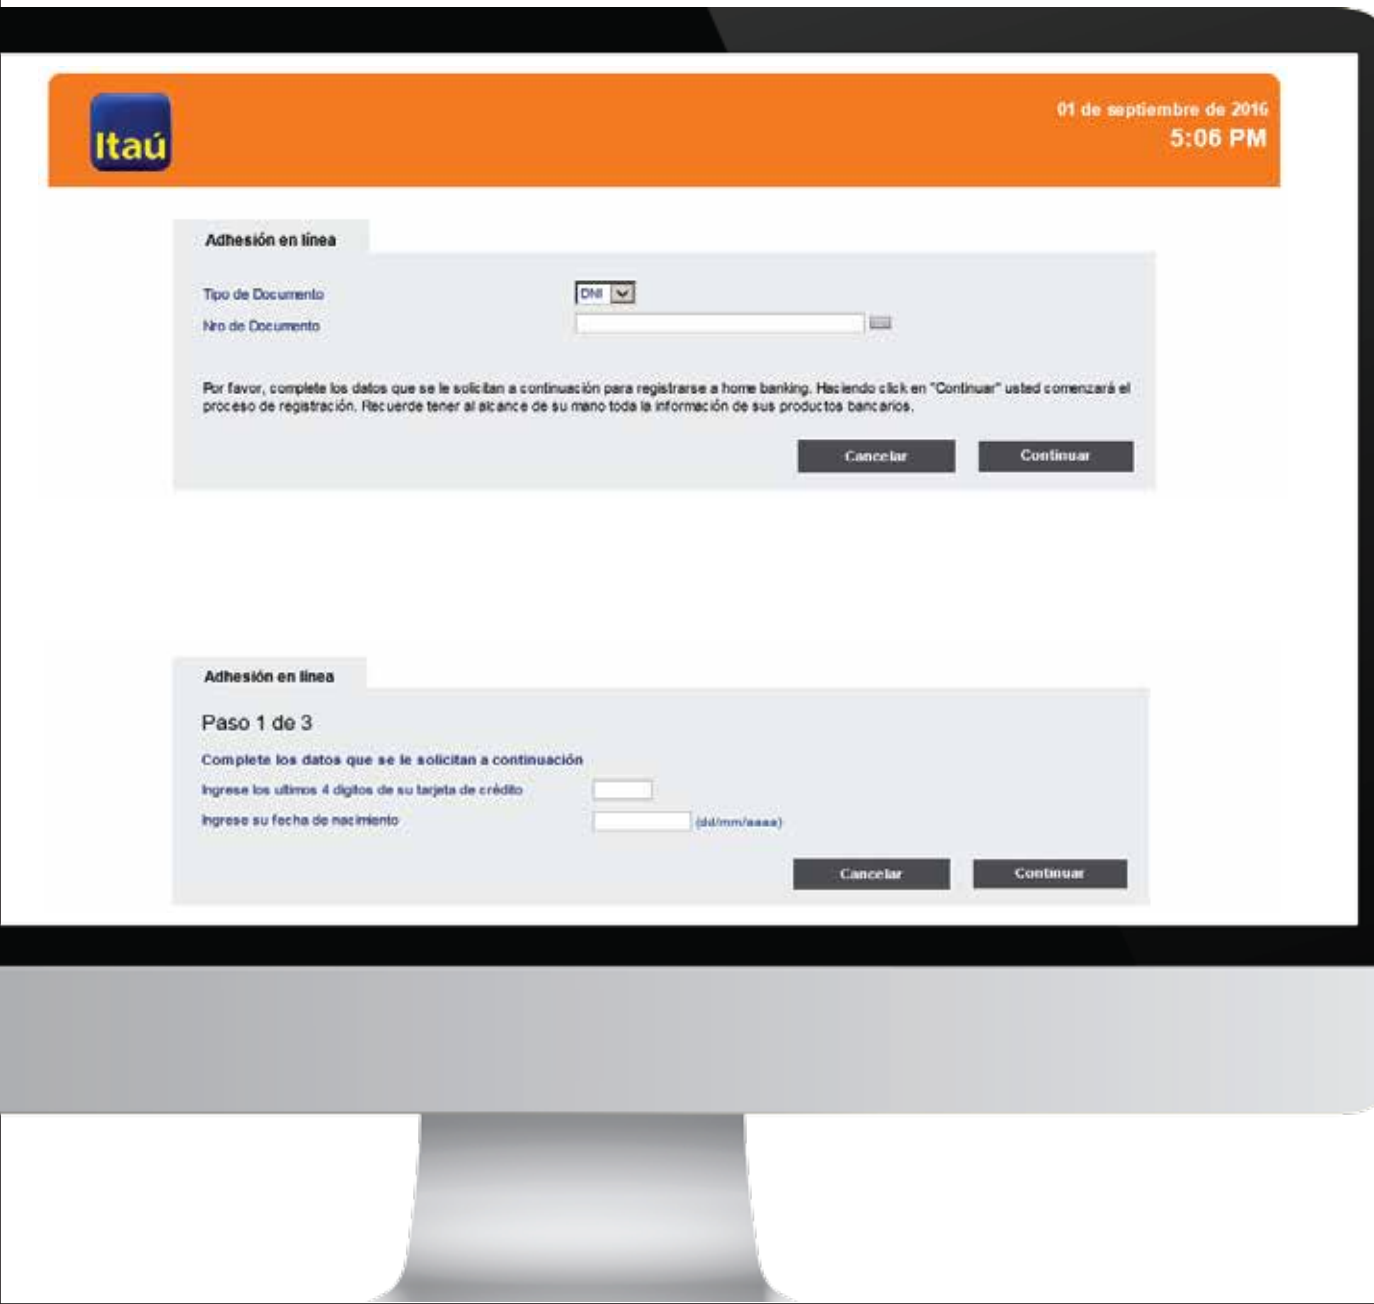 Itaú
01 de septiembre de 2016
5:06 PM
Adhesión en línea
Tipo de Documento
DNI
Nro de Documento
Por favor, complete los datos que se le solicitan a continuación para registrarse a home banking. Haciendo click en "Continuar" usted comenzará el
proceso de registración. Recuerde tener al alcance de su mano toda la información de sus productos bancarios.
Cancelar
Continuar
Adhesión en línea
Paso 1 de 3
Complete los datos que se le solicitan a continuación
Ingrese los ultimos 4 digitos de su tarjeta de crédito
Ingrese su fecha de nacimiento
(dd/mm/aaaa)
Cancelar
Continuar